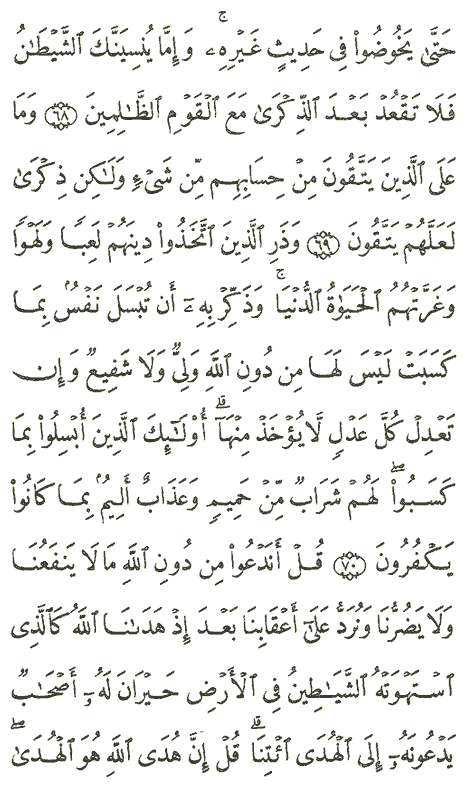 حَتَّىٰ يَخُوضُوا۟ فِى حَدِيثٍ غَيْرِهِۦ ۚ وَإِمَّا يُنسِيَنَّكَ ٱلشَّيْطَـٰنُ
فَلَا تَقْعُدْ بَعْدَ ٱلذِّكْرَىٰ مَعَ ٱلْقَوْمِ ٱلظَّـٰلِمِينَ ٦٨ وَمَا
عَلَى ٱلَّذِينَ يَتَّقُونَ مِنْ حِسَابِهِم مِّن شَىْءٍ وَلَـٰكِن ذِكْرَىٰ
لَعَلَّهُمْ يَتَّقُونَ ٦٩ وَذَرِ ٱلَّذِينَ ٱتَّخَذُوا۟ دِينَهُمْ لَعِبًا وَلَهْوًا
وَغَرَّتْهُمُ ٱلْحَيَوٰةُ ٱلدُّنْيَا ۚ وَذَكِّرْ بِهِۦٓ أَن تُبْسَلَ نَفْسٌۢ بِمَا
كَسَبَتْ لَيْسَ لَهَا مِن دُونِ ٱللَّهِ وَلِىٌّ وَلَا شَفِيعٌ وَإِن
تَعْدِلْ كُلَّ عَدْلٍ لَّا يُؤْخَذْ مِنْهَآ ۗ أُو۟لَـٰٓئِكَ ٱلَّذِينَ أُبْسِلُوا۟ بِمَا
كَسَبُوا۟ ۖ لَهُمْ شَرَابٌ مِّنْ حَمِيمٍ وَعَذَابٌ أَلِيمٌۢ بِمَا كَانُوا۟
يَكْفُرُونَ ٧٠ قُلْ أَنَدْعُوا۟ مِن دُونِ ٱللَّهِ مَا لَا يَنفَعُنَا
وَلَا يَضُرُّنَا وَنُرَدُّ عَلَىٰٓ أَعْقَابِنَا بَعْدَ إِذْ هَدَىٰنَا ٱللَّهُ كَٱلَّذِى
ٱسْتَهْوَتْهُ ٱلشَّيَـٰطِينُ فِى ٱلْأَرْضِ حَيْرَانَ لَهُۥٓ أَصْحَـٰبٌ
يَدْعُونَهُۥٓ إِلَى ٱلْهُدَى ٱئْتِنَا ۗ قُلْ إِنَّ هُدَى ٱللَّهِ هُوَ ٱلْهُدَىٰ ۖ